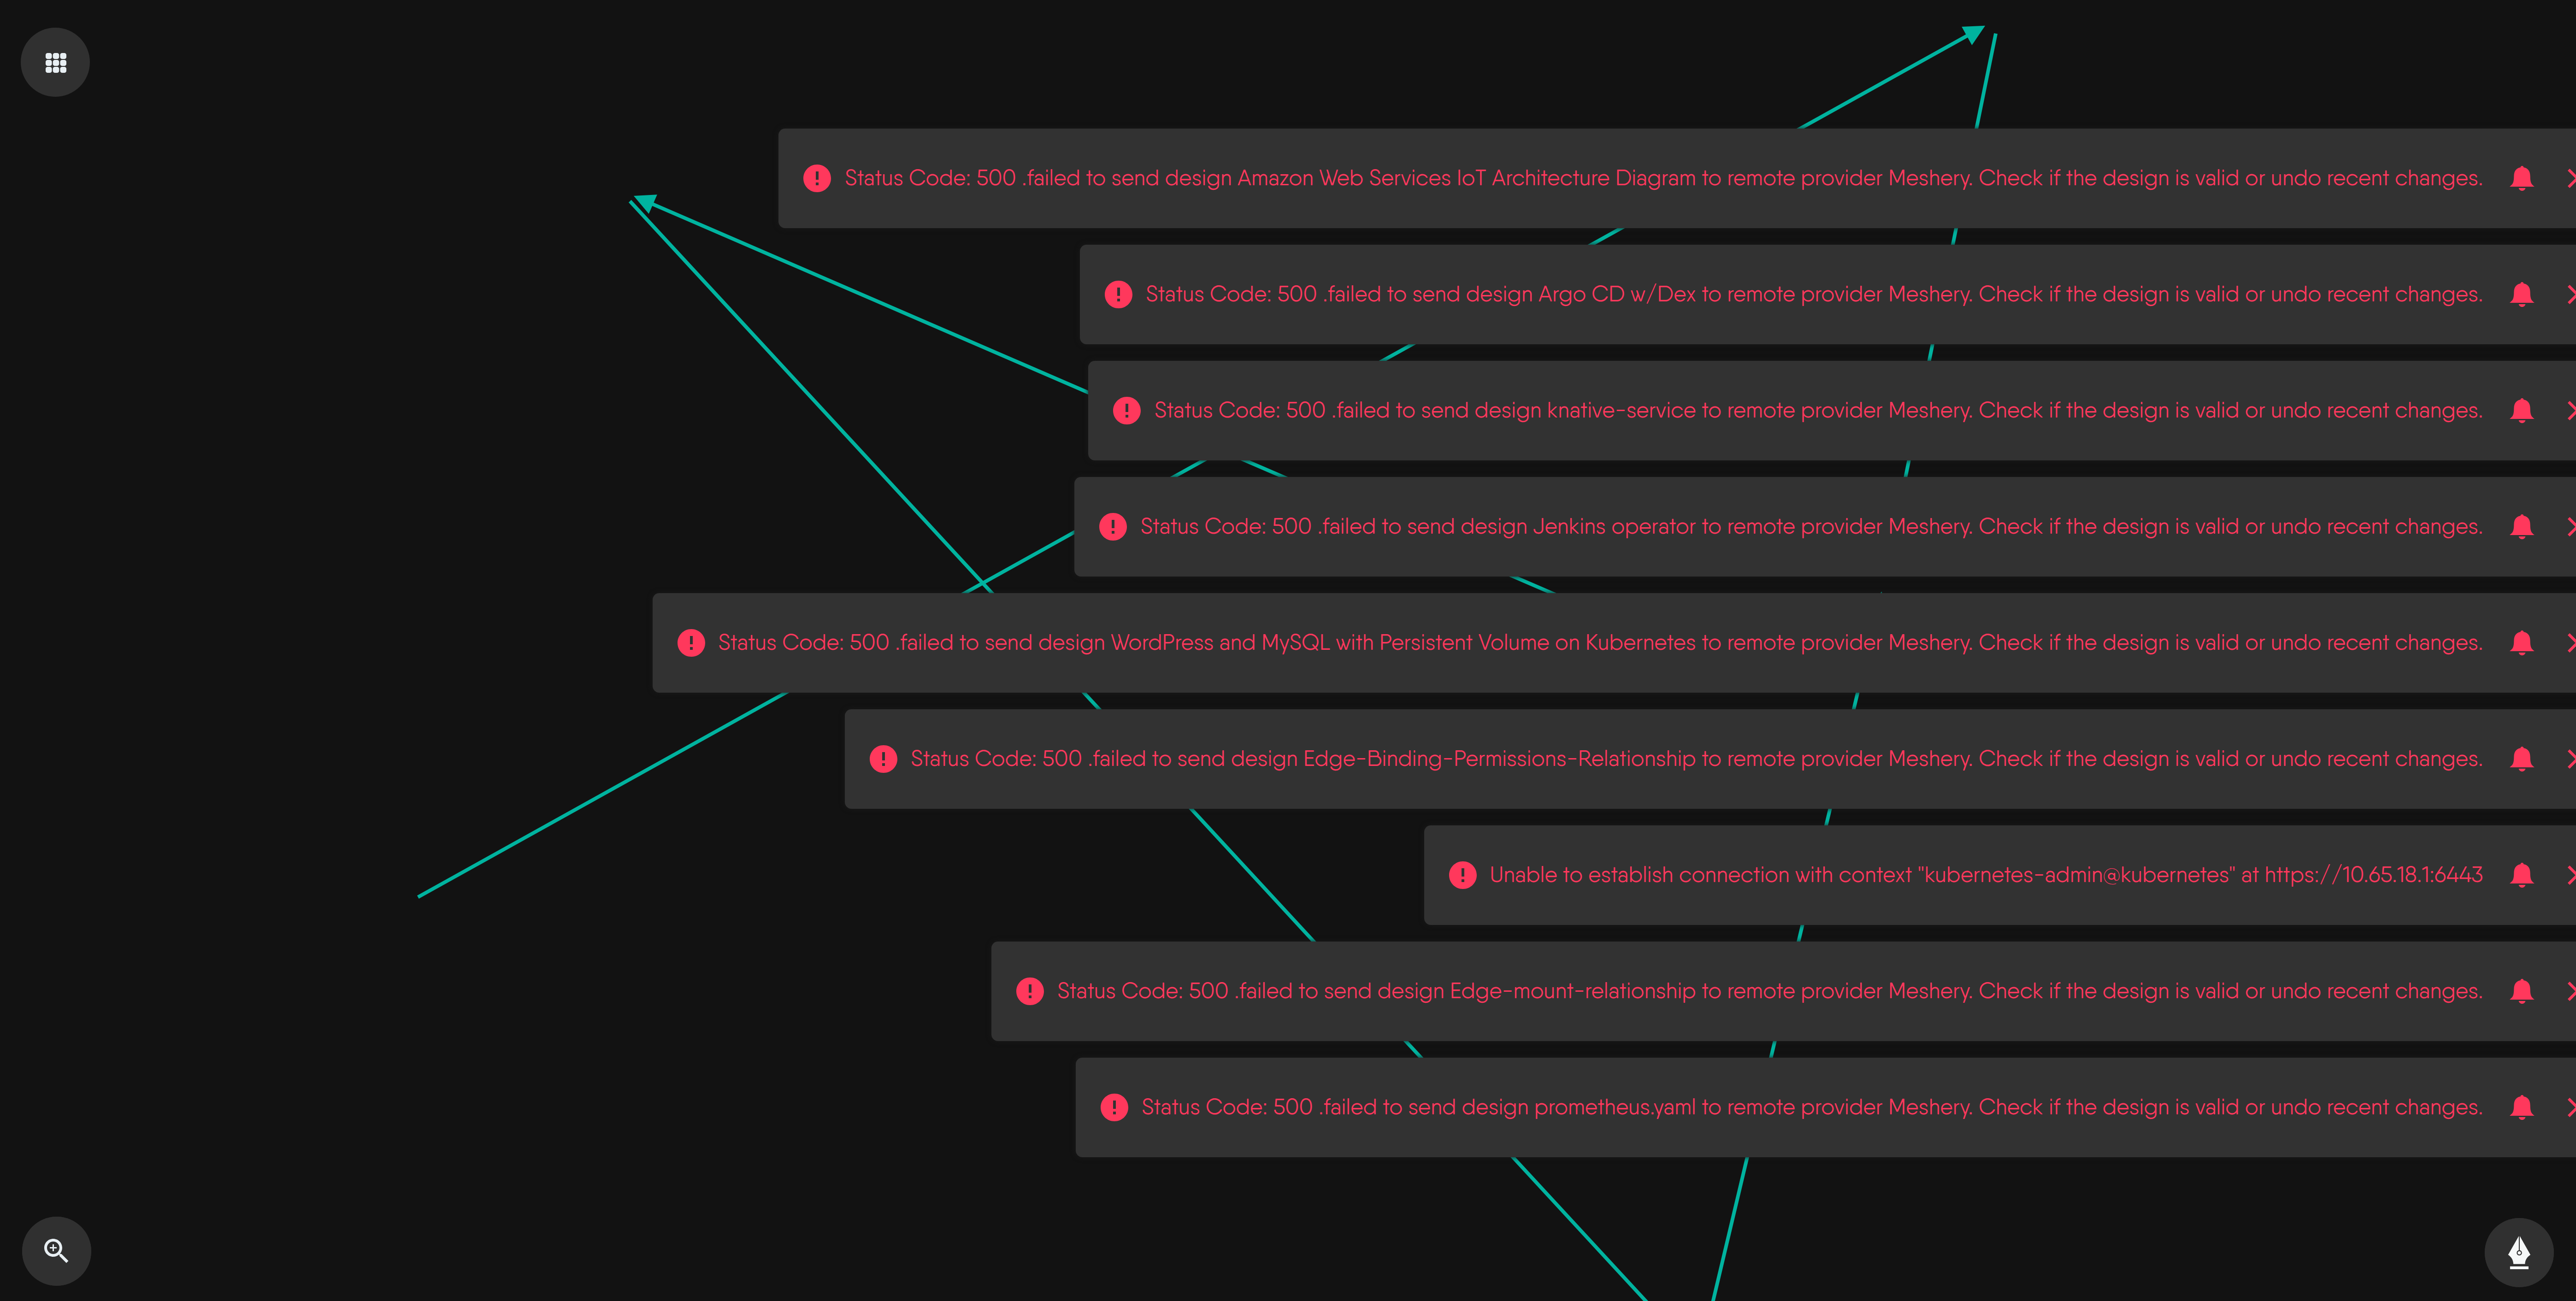 Status Code: 500 .failed to send design Amazon Web Services IoT Architecture Diagram to remote provider Meshery. Check if the design is valid or undo recent changes.
Status Code: 500 .failed to send design Argo CD w/Dex to remote provider Meshery. Check if the design is valid or undo recent changes.
Status Code: 500 .failed to send design knative-service to remote provider Meshery. Check if the design is valid or undo recent changes.
Status Code: 500 .failed to send design Jenkins operator to remote provider Meshery. Check if the design is valid or undo recent changes.
Status Code: 500 .failed to send design WordPress and MySQL with Persistent Volume on Kubernetes to remote provider Meshery. Check if the design is valid or undo recent changes.
Status Code: 500 .failed to send design Edge-Binding-Permissions-Relationship to remote provider Meshery. Check if the design is valid or undo recent changes.
Unable to establish connection with context "kubernetes-admin@kubernetes" at https://10.65.18.1:6443
Status Code: 500 .failed to send design Edge-mount-relationship to remote provider Meshery. Check if the design is valid or undo recent changes.
Status Code: 500 .failed to send design prometheus.yaml to remote provider Meshery. Check if the design is valid or undo recent changes.